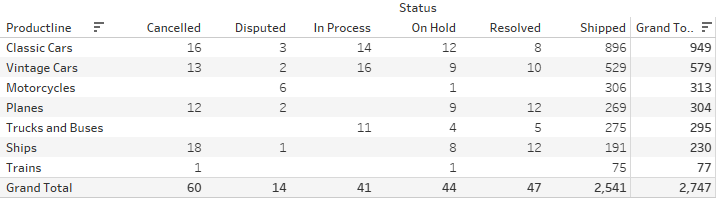 Status
Productline Cancelled Disputed In Process On Hold Resolved Shipped Grand To..
Classic Cars 16 3 14 12 8 896 949
Vintage Cars 13 2 16 9 10 529 579
Motorcycles 6 1 306 313
Planes 12 2 9 12 269 304
Trucks and Buses 11 4 5 275 295
Ships 18 1 8 12 191 230
Trains 1 1 75 77
Grand Total 60 14 41 44 47 2,541 2,747